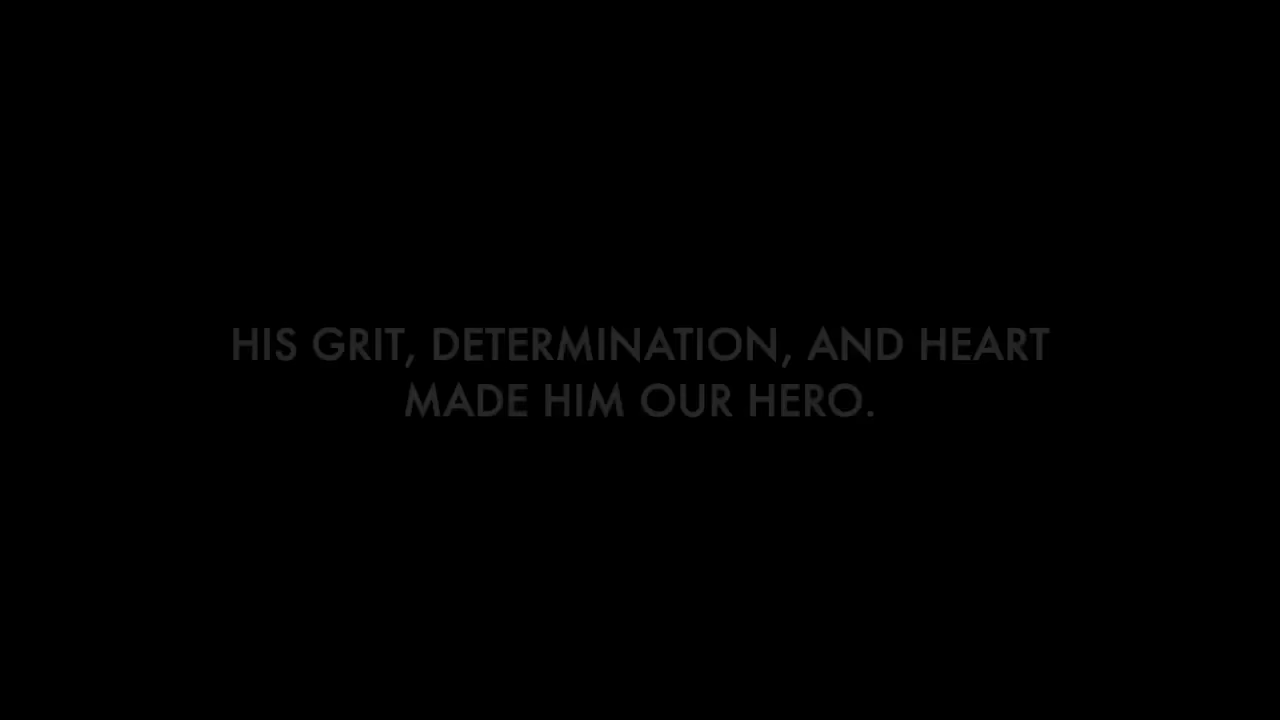 HIS GRIT, DETERMINATION, AND HEART
MADE HIM OUR HERO.